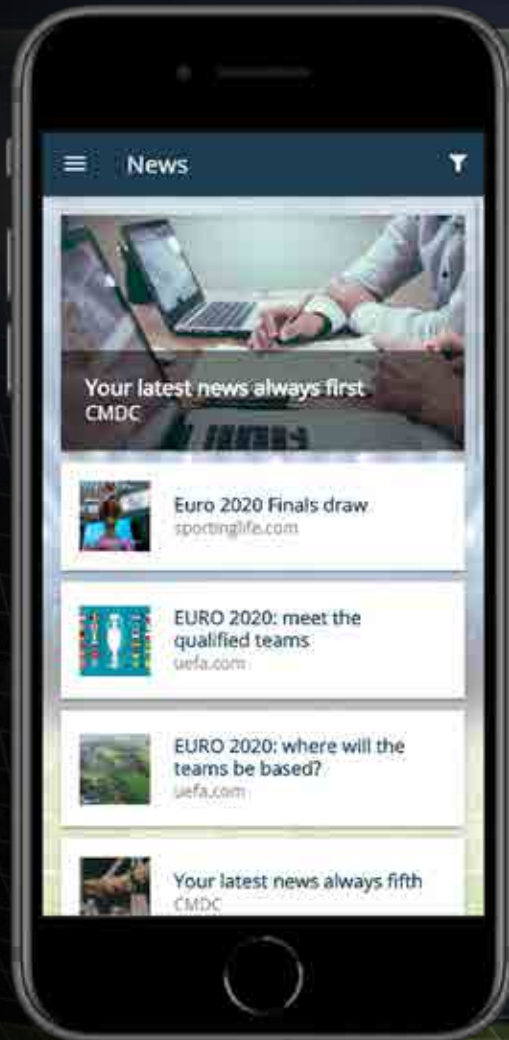 News
Your latest news always first
CMDC
Euro 2020 Finals draw
sportinglife.com
EURO 2020: meet the
qualified teams
uefa.com
EURO 2020: where will the
teams be based?
uefa.com
Your latest news always fifth
CMDC